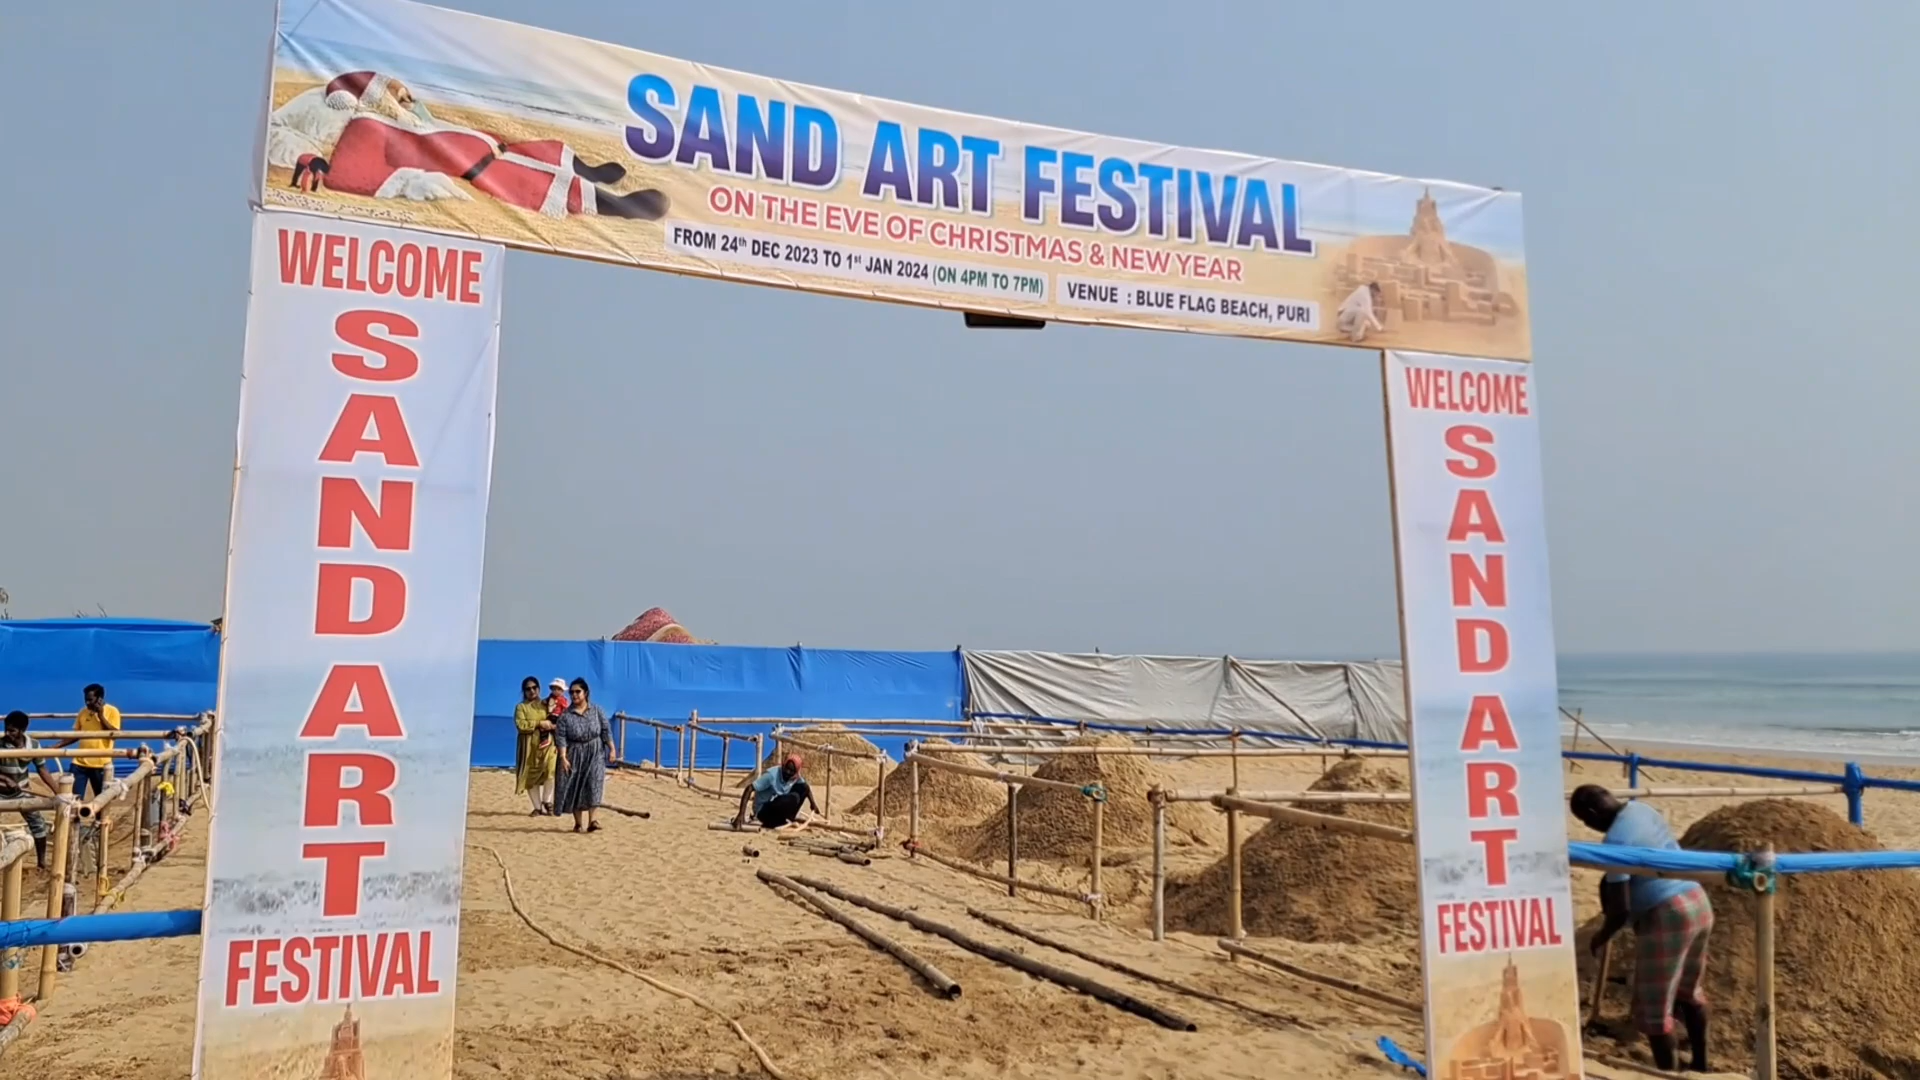 SAND ART FESTIVAL
ON THE EVE OF CHRISTMAS & NEW YEAR
FROM 24th DEC 2023 TO 1st JAN 2024 (ON 4PM TO 7PM)
VENUE : BLUE FLAG BEACH, PURI
WELCOME
SAND ART
FESTIVAL
WELCOME
SAND ART
FESTIVAL